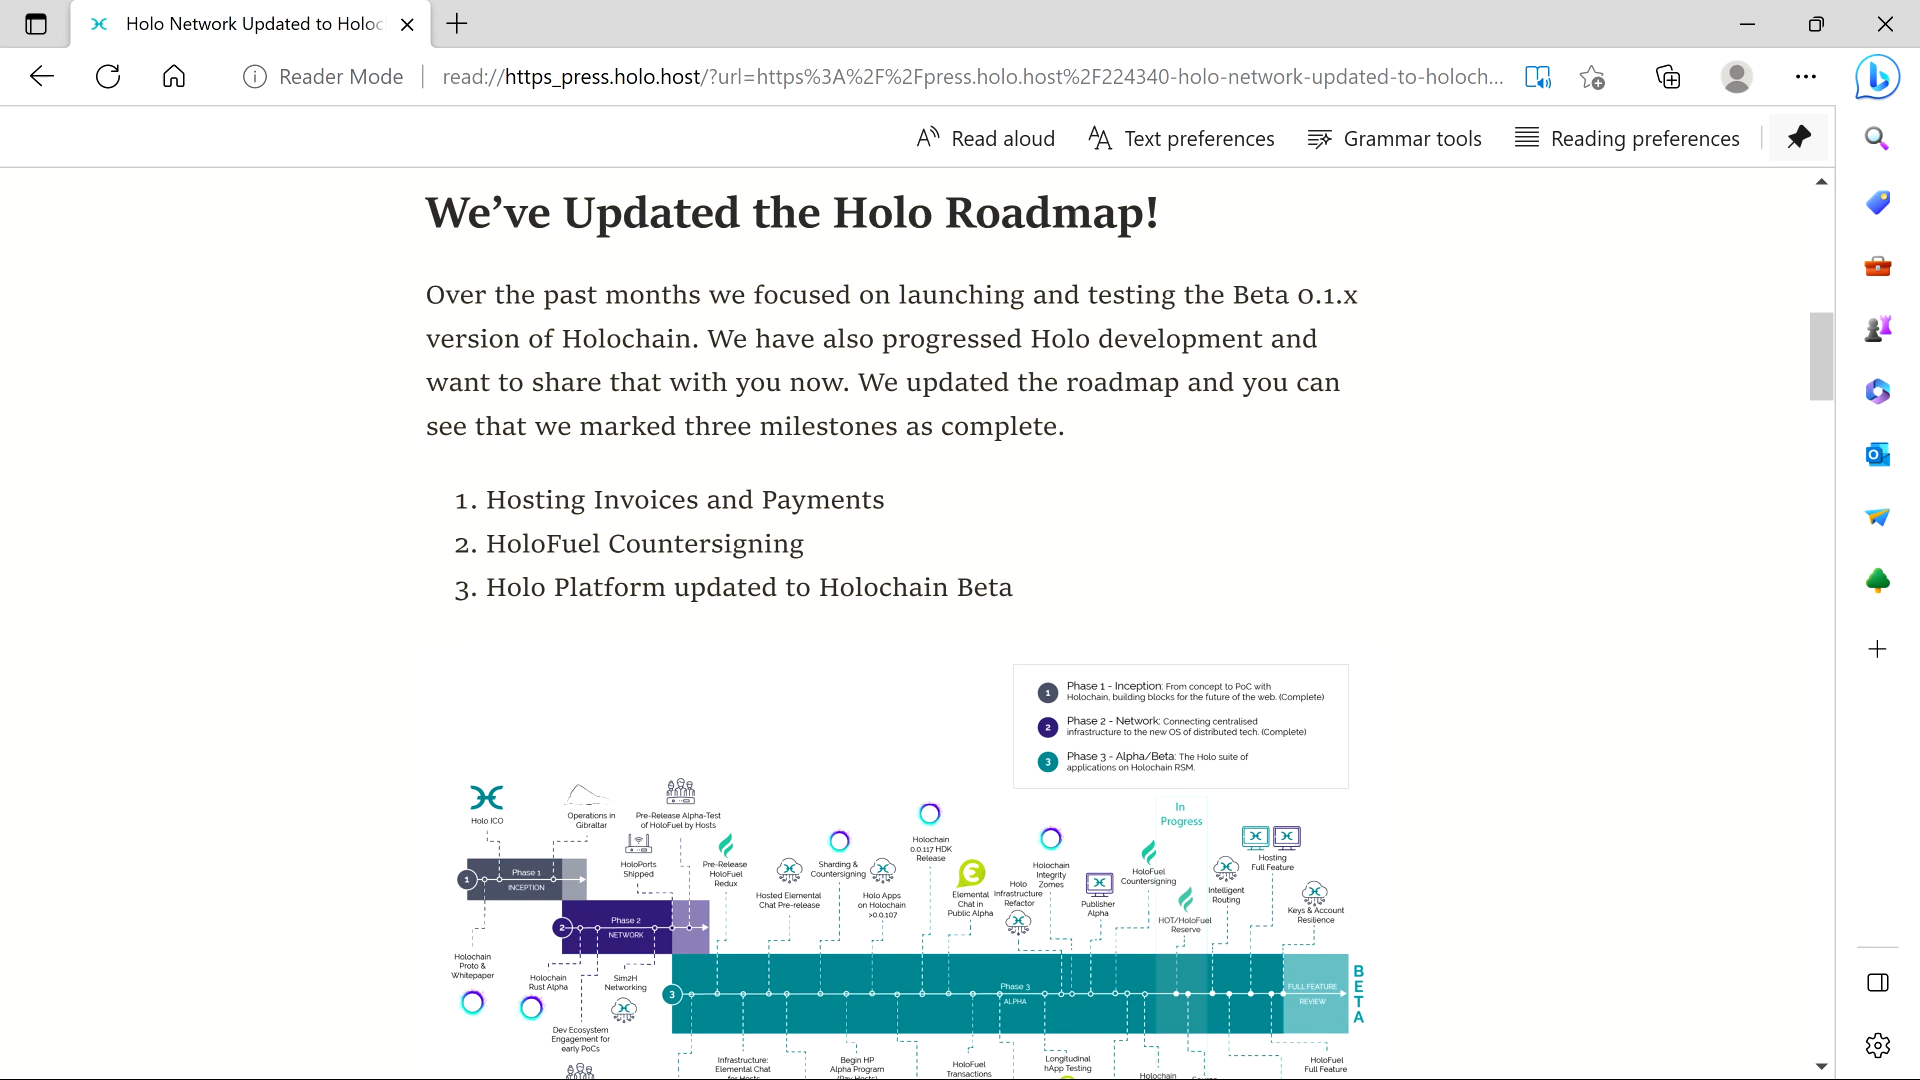 Holo Network Updated to Holoc
Reader Mode
read://https_press.holo.host/?url=https%3A%2F%2Fpress.holo.host%2F224340-holo-network-updated-to-holoch...
Read aloud
Text preferences
Grammar tools
Reading preferences
We've Updated the Holo Roadmap!
Over the past months we focused on launching and testing the Beta 0.1.x
version of Holochain. We have also progressed Holo development and
want to share that with you now. We updated the roadmap and you can
see that we marked three milestones as complete.
1. Hosting Invoices and Payments
2. HoloFuel Countersigning
3. Holo Platform updated to Holochain Beta
1
Phase 1 - Inception: From concept to PoC with
Holochain, building blocks for the future of the web. (Complete)
2
Phase 2 - Network: Connecting centralised
infrastructure to the new OS of distributed tech. (Complete)
3
Phase 3 - Alpha/Beta: The Holo suite of
applications on Holochain RSM.
Holo ICO
Operations in
Gibraltar
Pre-Release Alpha-Test
of HoloFuel by Hosts
HoloPorts
Shipped
Pre-Release
HoloFuel
Redux
Hosted Elemental
Chat Pre-release
Sharding &
Countersigning
Holo Apps
on Holochain
>0.0.107
Holochain
0.0.117 HDK
Release
Elemental
Chat in
Public Alpha
Holo
Infrastructure
Refactor
Holochain
Integrity
Zomes
Publisher
Alpha
HoloFuel
Countersigning
In
Progress
HOT/HoloFuel
Reserve
Intelligent
Routing
Hosting
Full Feature
Keys & Account
Resilience
1
Phase 1
INCEPTION
2
Phase 2
NETWORK
3
Phase 3
ALPHA
FULL FEATURE
REVIEW
BETA
Holochain
Proto &
Whitepaper
Holochain
Rust Alpha
Sim2H
Networking
Dev Ecosystem
Engagement for
early PoCs
Infrastructure:
Elemental Chat
for Hosts
Begin HP
Alpha Program
(Pay Hosts)
HoloFuel
Transactions
Longitudinal
hApp Testing
Holochain
HoloFuel
Full Feature